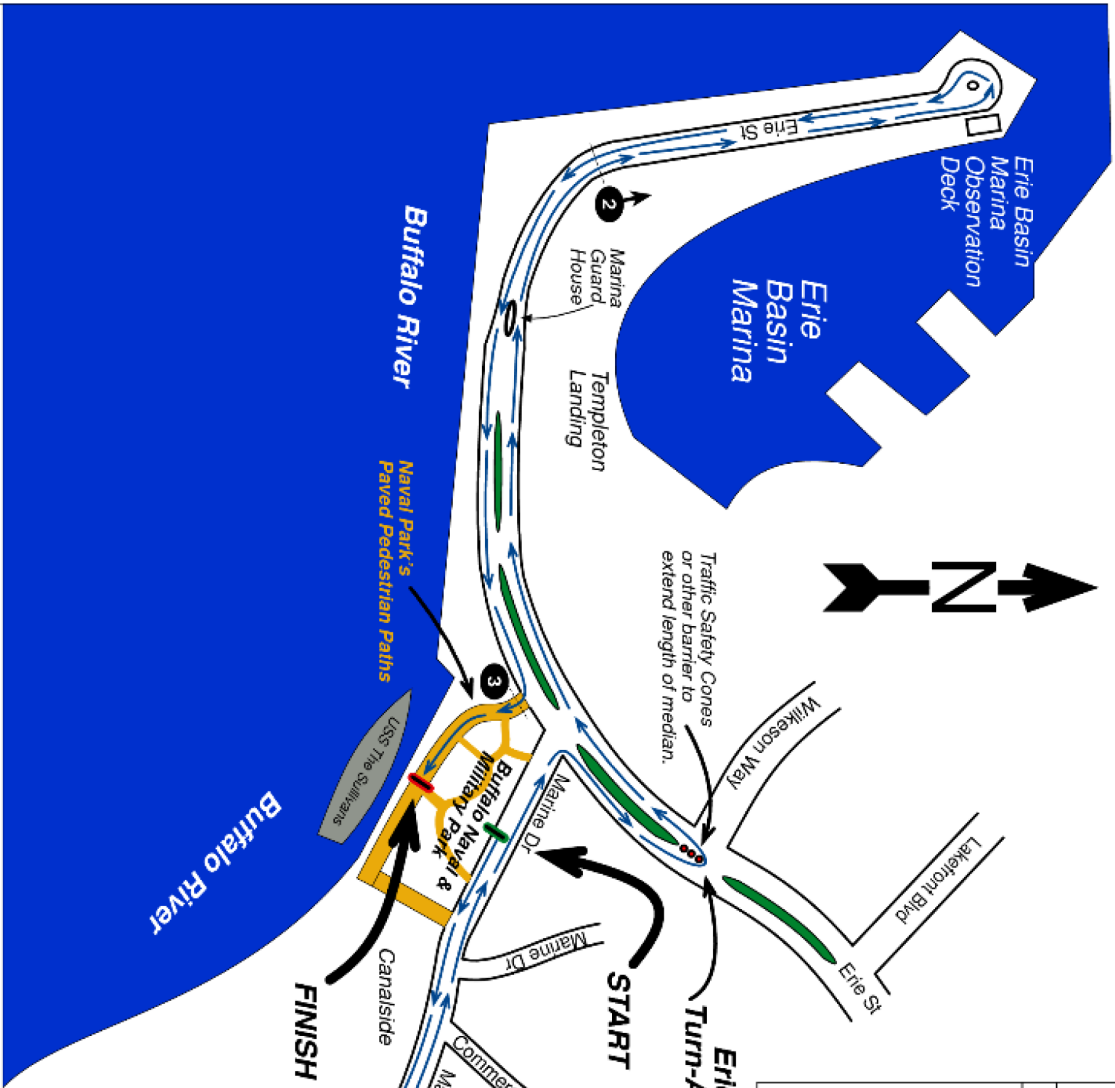 Erie Basin
Marina
Observation
Deck
Erie St
2
Marina
Guard
House
Erie
Basin
Marina
Buffalo River
Templeton
Landing
Naval Park's
Paved Pedestrian Paths
Traffic Safety Cones
or other barrier to
extend length of median.
N
3
Wilkeson Way
Lakefront Blvd
USS The Sullivans
Buffalo Naval &
Military Park
Marine Dr
Marine Dr
Erie St
Buffalo River
Canalside
FINISH
START
Turn-